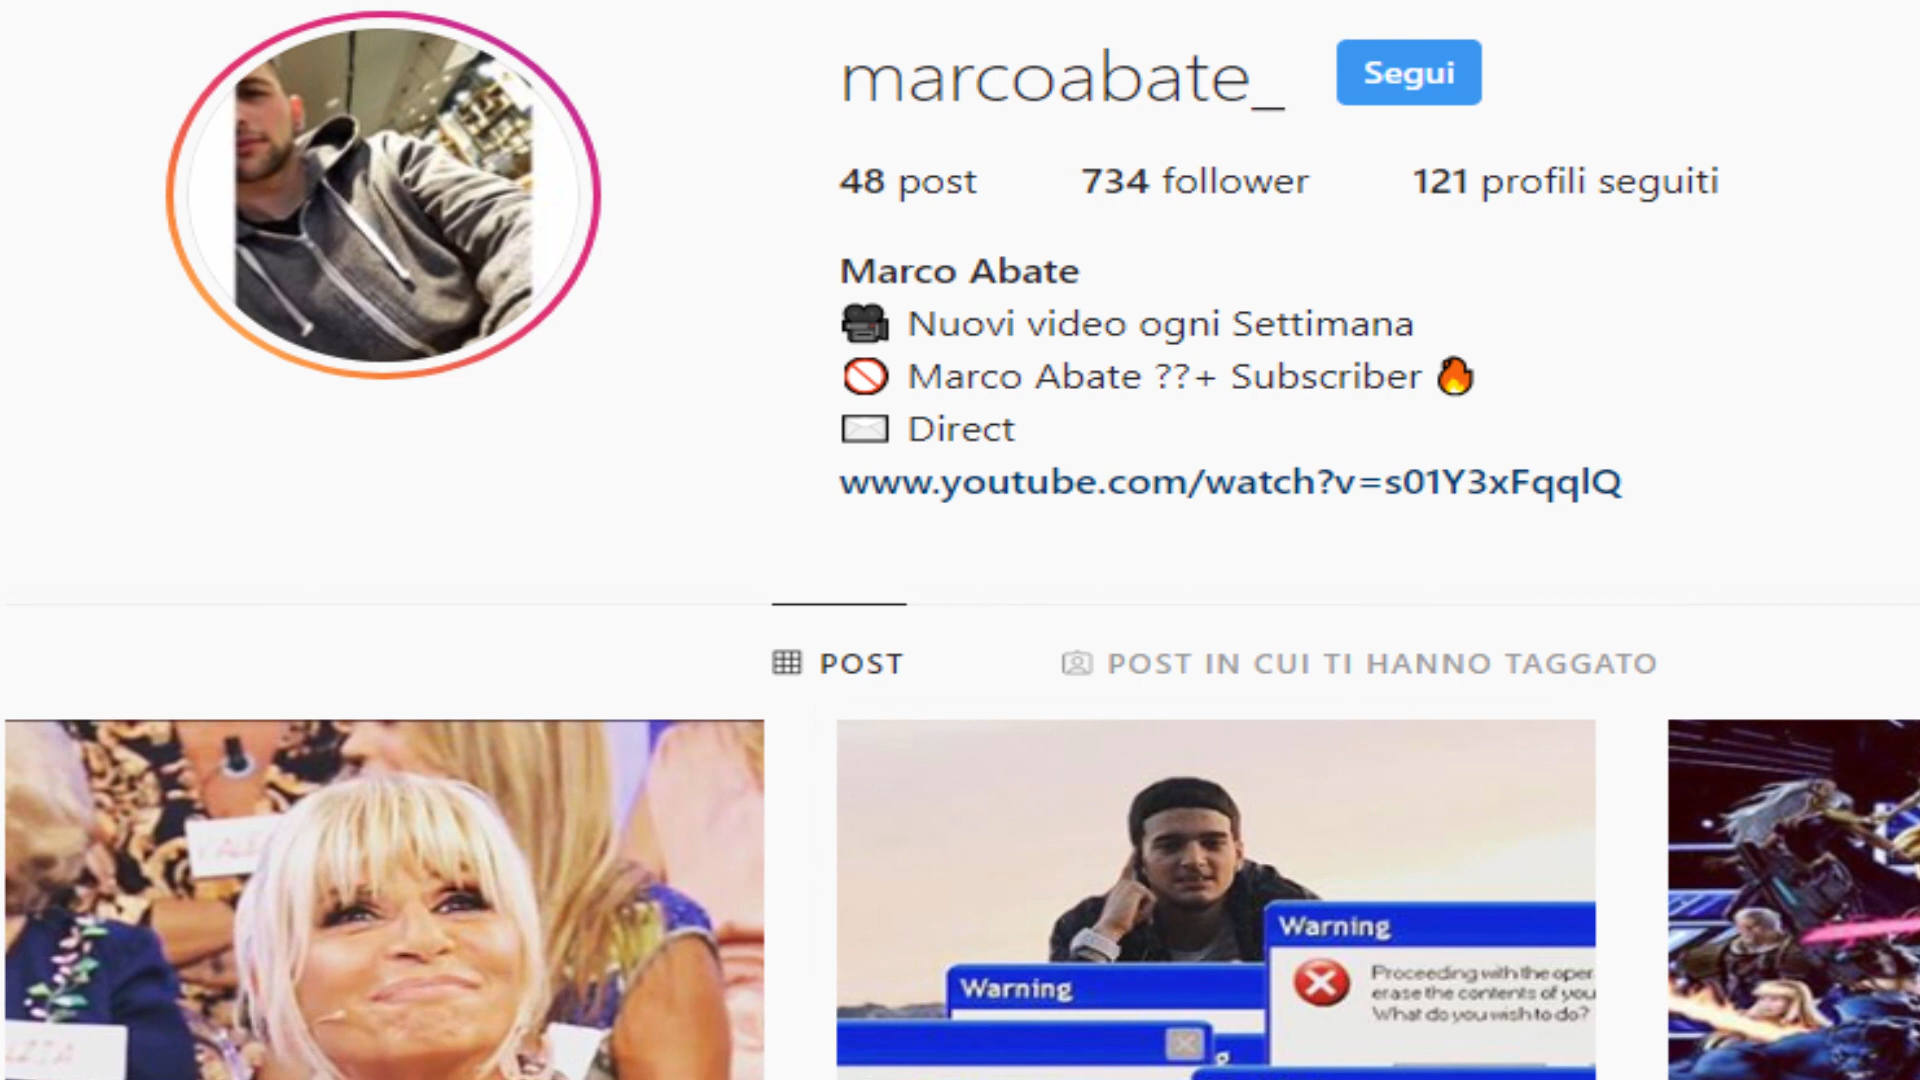 marcoabate_ Segui
48 post 734 follower 121 profili seguiti
Marco Abate
Nuovi video ogni Settimana
Marco Abate ??+ Subscriber
Direct
www.youtube.com/watch?v=s01Y3xFqqlQ
POST POST IN CUI TI HANNO TAGGATO
Warning
Proceeding with the oper
erase the contents of you
What do you wish to do?
Warning
g